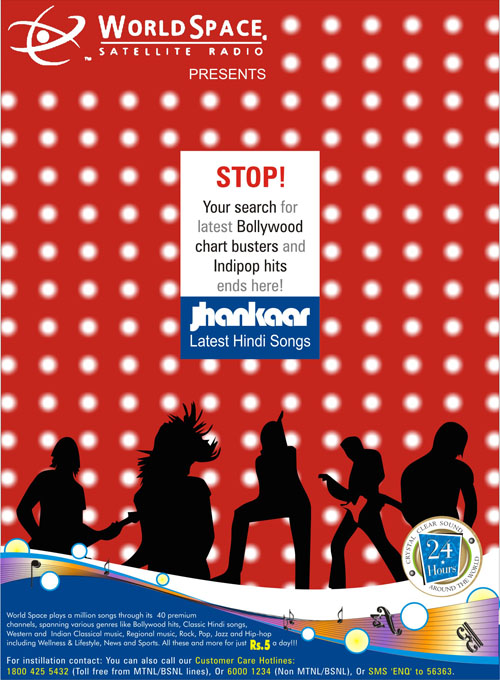 WORLDSPACE.
SATELLITE RADIO
TM
PRESENTS
STOP!
Your search for
latest Bollywood
chart busters and
Indipop hits
ends here!
jhankaar
Latest Hindi Songs
CRYSTAL CLEAR SOUND
24
Hours
AROUND THE WORLD
World Space plays a million songs through its 40 premium
channels, spanning various genres like Bollywood hits, Classic Hindi songs,
Western and Indian Classical music, Regional music, Rock, Pop, Jazz and Hip-hop
including Wellness & Lifestyle, News and Sports. All these and more for just Rs.5 a day!!!
For instillation contact: You can also call our Customer Care Hotlines:
1800 425 5432 (Toll free from MTNL/BSNL lines), Or 6000 1234 (Non MTNL/BSNL), Or SMS 'ENQ' to 56363.